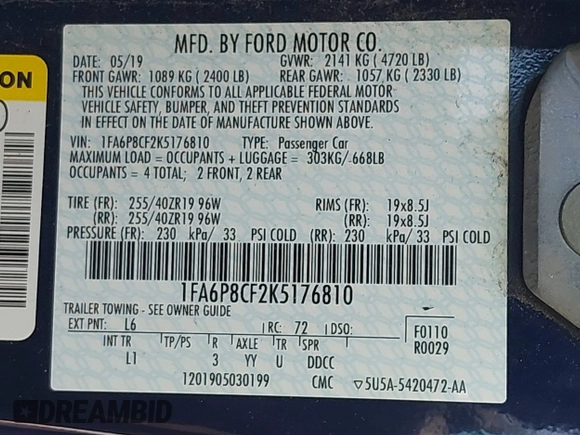 MFD. BY FORD MOTOR CO.
DATE: 05/19 GVWR: 2141 KG ( 4720 LB)
FRONT GAWR: 1089 KG ( 2400 LB) REAR GAWR: 1057 KG ( 2330 LB)
THIS VEHICLE CONFORMS TO ALL APPLICABLE FEDERAL MOTOR
VEHICLE SAFETY, BUMPER, AND THEFT PREVENTION STANDARDS
IN EFFECT ON THE DATE OF MANUFACTURE SHOWN ABOVE.
VIN: 1FA6P8CF2K5176810 TYPE: Passenger Car
MAXIMUM LOAD = OCCUPANTS + LUGGAGE = 303KG/ 668LB
OCCUPANTS = 4 TOTAL; 2 FRONT, 2 REAR
TIRE (FR): 255/40ZR19 96W RIMS (FR): 19x8.5J
(RR): 255/40ZR19 96W (RR): 19x8.5J
PRESSURE (FR): 230 kPa/ 33 PSI COLD (RR): 230 kPa/ 33 PSI COLD
1FA6P8CF2K5176810
TRAILER TOWING - SEE OWNER GUIDE
EXT PNT: L6 RC: 72 DSO: F0110
R0029
INT TR TP/PS R AXLE TR SPR
L1 3 YY U DDCC
1201905030199 CMC ▽5U5A-5420472-AA
ON
DREAMBID